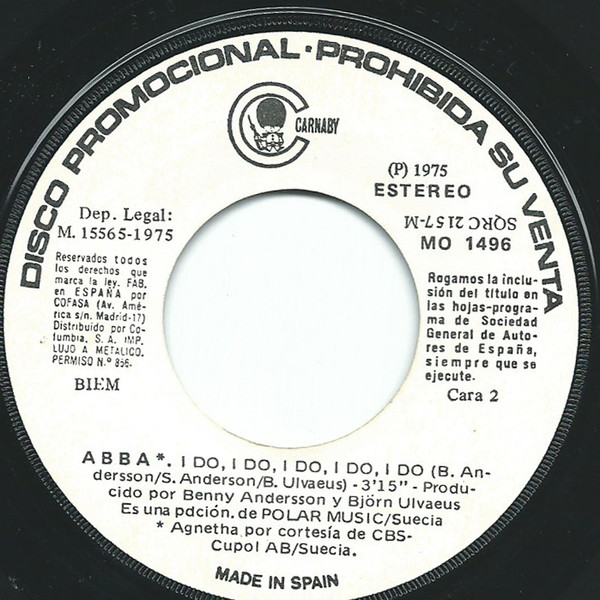 DISCO PROMOCIONAL · PROHIBIDA SU VENTA
CARNABY
(P) 1975
ESTEREO
SQRC 2157-M
MO 1496
Dep. Legal:
M. 15565-1975
Reservados todos
los derechos que
marca la ley. FAB.
en ESPAÑA por
COFASA (Av. Amé-
rica s/n. Madrid-17)
Distribuido por Co-
fumbia, S. A. IMP.
LUJO A METALICO.
PERMISO N.º 856.
BIEM
Rogamos la inclu-
sión del título en
las hojas-progra-
ma de Sociedad
General de Auto-
res de España,
siempre que se
ejecute.
Cara 2
ABBA*. I DO, I DO, I DO, I DO, I DO (B. An-
dersson/S. Anderson/B. Ulvaeus) - 3'15" - Produ-
cido por Benny Andersson y Björn Ulvaeus
Es una pdción. de POLAR MUSIC/Suecia
* Agnetha por cortesía de CBS-
Cupol AB/Suecia.
MADE IN SPAIN